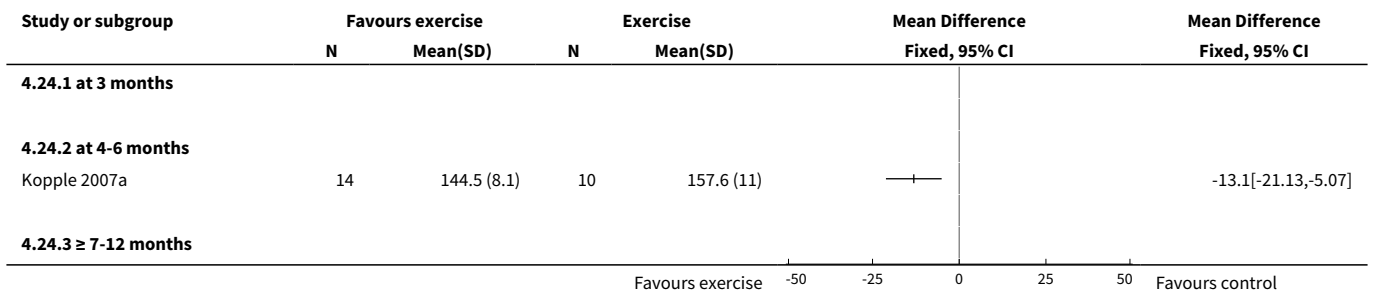 Study or subgroup Favours exercise Exercise Mean Difference Mean Difference
N Mean(SD) N Mean(SD) Fixed, 95% CI Fixed, 95% CI
4.24.1 at 3 months
4.24.2 at 4-6 months
Kopple 2007a 14 144.5 (8.1) 10 157.6 (11) -13.1[-21.13,-5.07]
4.24.3 ≥ 7-12 months
Favours exercise -50 -25 0 25 50 Favours control